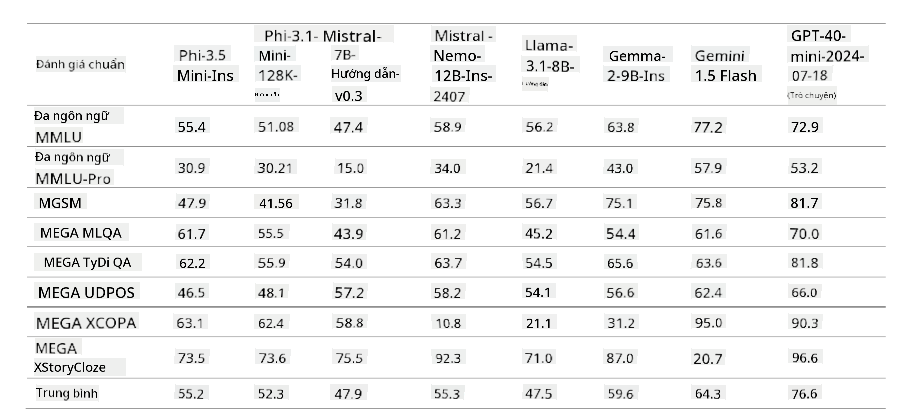 Đánh giá chuẩn Phi-3.5 Mini-Ins Phi-3.1-Mini-128K- Mistral-7B-Hướng dẫn-v0.3 Mistral -Nemo-12B-Ins-2407 Llama-3.1-8B- Gemma-2-9B-Ins Gemini 1.5 Flash GPT-40-mini-2024-07-18 (Trò chuyện)
Đa ngôn ngữ MMLU 55.4 51.08 47.4 58.9 56.2 63.8 77.2 72.9
Đa ngôn ngữ MMLU-Pro 30.9 30.21 15.0 34.0 21.4 43.0 57.9 53.2
MGSM 47.9 41.56 31.8 63.3 56.7 75.1 75.8 81.7
MEGA MLQA 61.7 55.5 43.9 61.2 45.2 54.4 61.6 70.0
MEGA TyDi QA 62.2 55.9 54.0 63.7 54.5 65.6 63.6 81.8
MEGA UDPOS 46.5 48.1 57.2 58.2 54.1 56.6 62.4 66.0
MEGA XCOPA 63.1 62.4 58.8 10.8 21.1 31.2 95.0 90.3
MEGA XStoryCloze 73.5 73.6 75.5 92.3 71.0 87.0 20.7 96.6
Trung bình 55.2 52.3 47.9 55.3 47.5 59.6 64.3 76.6